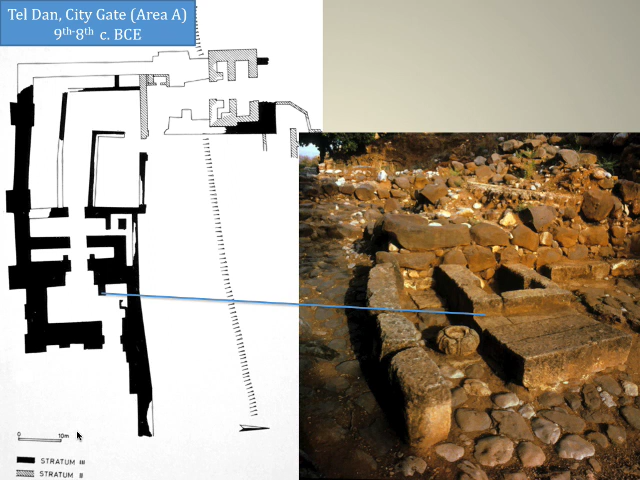 Tel Dan, City Gate (Area A)
9th-8th c. BCE
0 10m
STRATUM III
STRATUM II